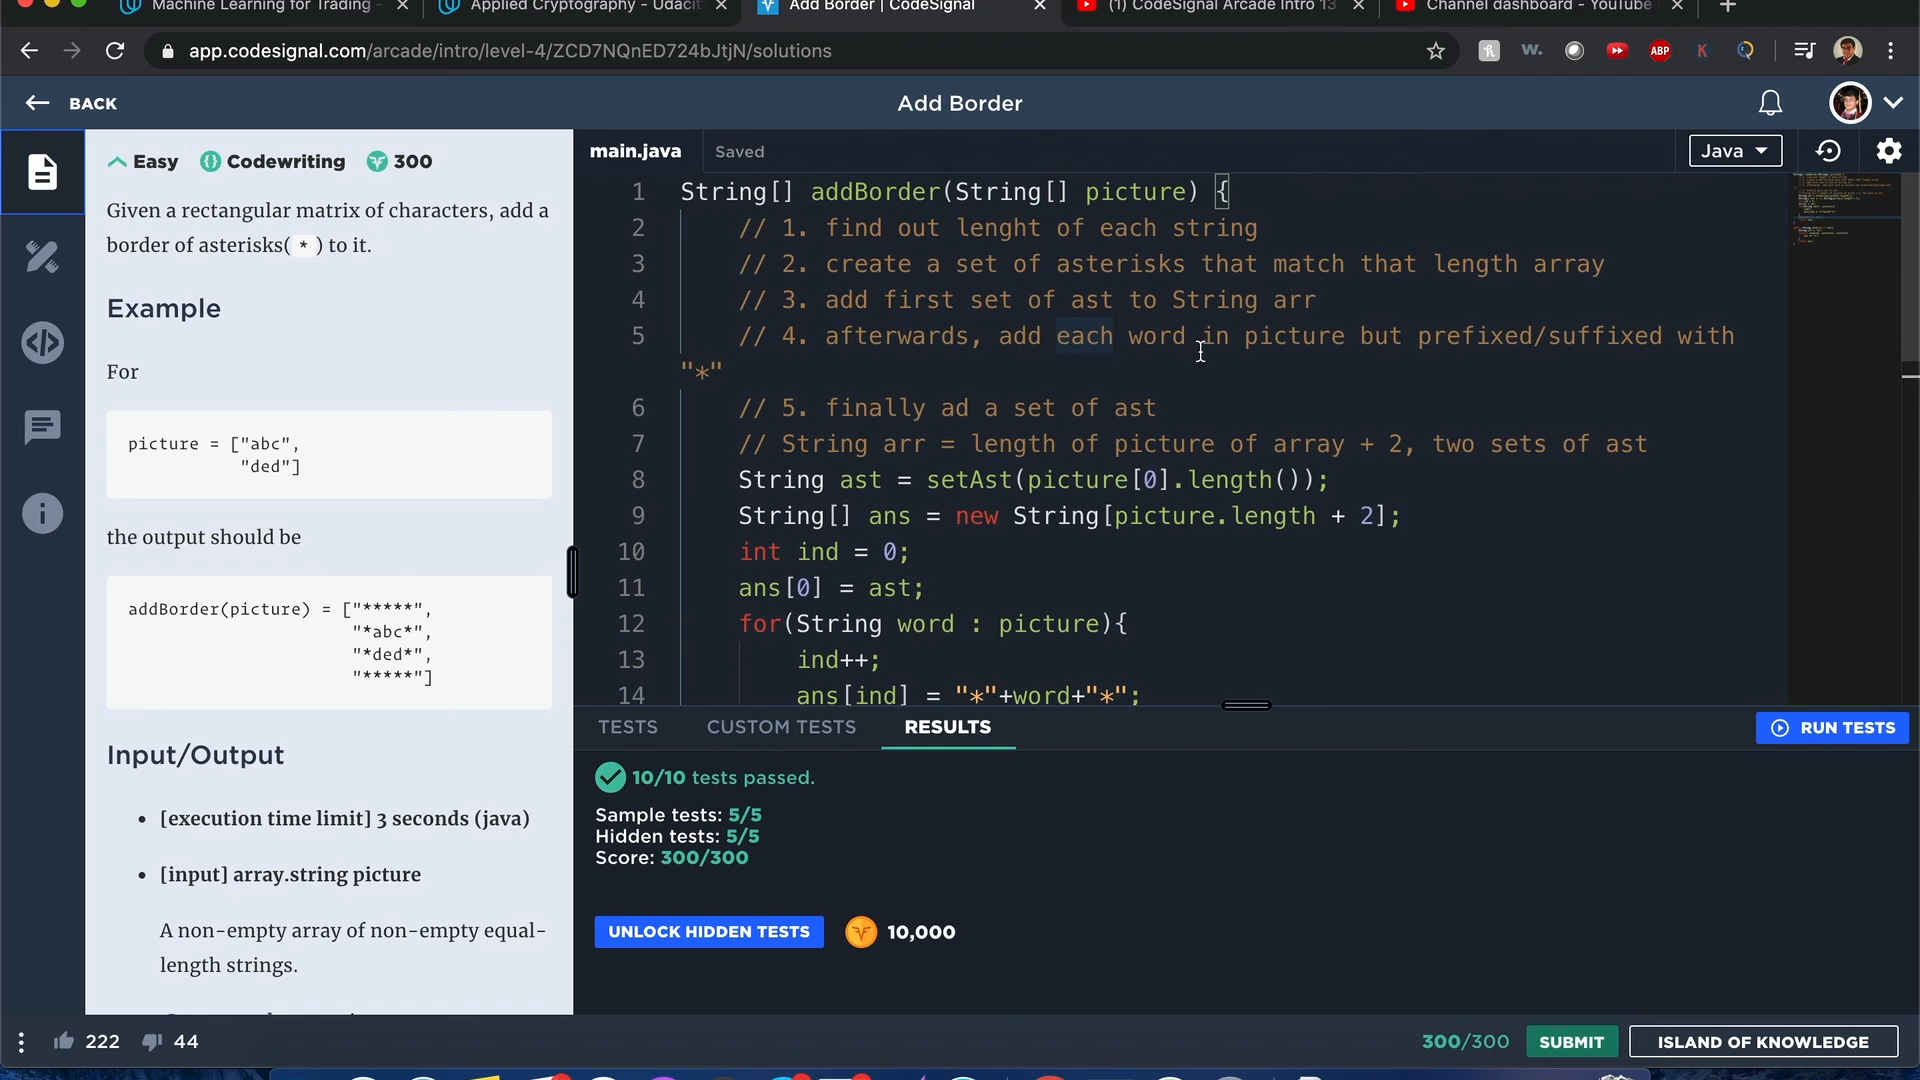 Machine Learning for Trading -
Applied Cryptography - Udaci
Add Border | CodeSignal
(1) CodeSignal Arcade Intro 13
Channel dashboard - YouTube
app.codesignal.com/arcade/intro/level-4/ZCD7NQnED724bJtjN/solutions
BACK
Add Border
Easy Codewriting 300
main.java Saved
Java
Given a rectangular matrix of characters, add a
border of asterisks( * ) to it.
Example
For
picture = ["abc",
"ded"]
the output should be
addBorder(picture) = ["*****",
"*abc*",
"*ded*",
"*****"]
Input/Output
• [execution time limit] 3 seconds (java)
• [input] array.string picture
A non-empty array of non-empty equal-
length strings.
1 String[] addBorder(String[] picture) {
2 // 1. find out lenght of each string
3 // 2. create a set of asterisks that match that length array
4 // 3. add first set of ast to String arr
5 // 4. afterwards, add each word in picture but prefixed/suffixed with
"*"
6 // 5. finally ad a set of ast
7 // String arr = length of picture of array + 2, two sets of ast
8 String ast = setAst(picture[0].length());
9 String[] ans = new String[picture.length + 2];
10 int ind = 0;
11 ans[0] = ast;
12 for(String word : picture){
13 ind++;
14 ans[ind] = "*"+word+"*";
TESTS CUSTOM TESTS RESULTS
RUN TESTS
10/10 tests passed.
Sample tests: 5/5
Hidden tests: 5/5
Score: 300/300
UNLOCK HIDDEN TESTS 10,000
222 44
300/300 SUBMIT ISLAND OF KNOWLEDGE